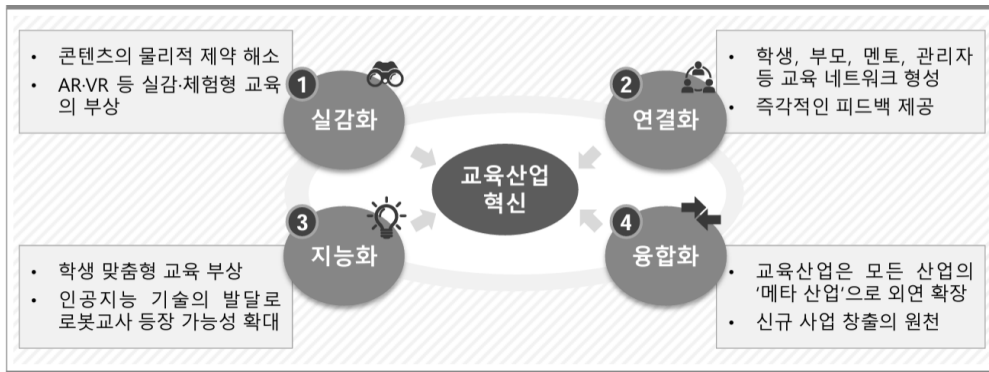 • 콘텐츠의 물리적 제약 해소
• AR·VR 등 실감·체험형 교육
의 부상
1
실감화
2
연결화
• 학생, 부모, 멘토, 관리자
등 교육 네트워크 형성
• 즉각적인 피드백 제공
교육산업
혁신
3
지능화
• 학생 맞춤형 교육 부상
• 인공지능 기술의 발달로
로봇교사 등장 가능성 확대
4
융합화
• 교육산업은 모든 산업의
‘메타 산업’으로 외연 확장
• 신규 사업 창출의 원천